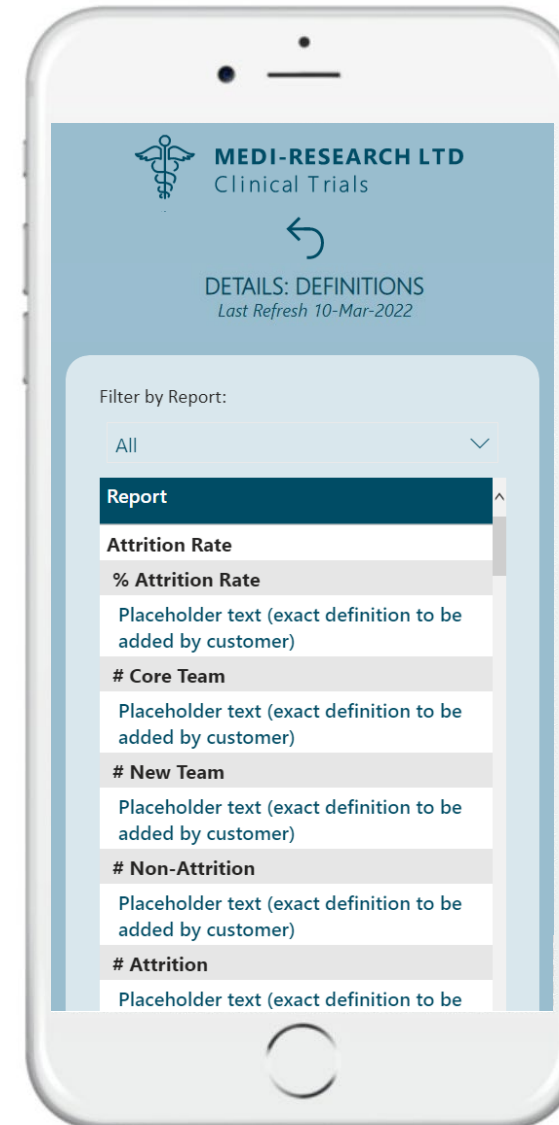 MEDI-RESEARCH LTD
Clinical Trials
DETAILS: DEFINITIONS
Last Refresh 10-Mar-2022
Filter by Report:
All
Report
Attrition Rate
% Attrition Rate
Placeholder text (exact definition to be
added by customer)
# Core Team
Placeholder text (exact definition to be
added by customer)
# New Team
Placeholder text (exact definition to be
added by customer)
# Non-Attrition
Placeholder text (exact definition to be
added by customer)
# Attrition
Placeholder text (exact definition to be